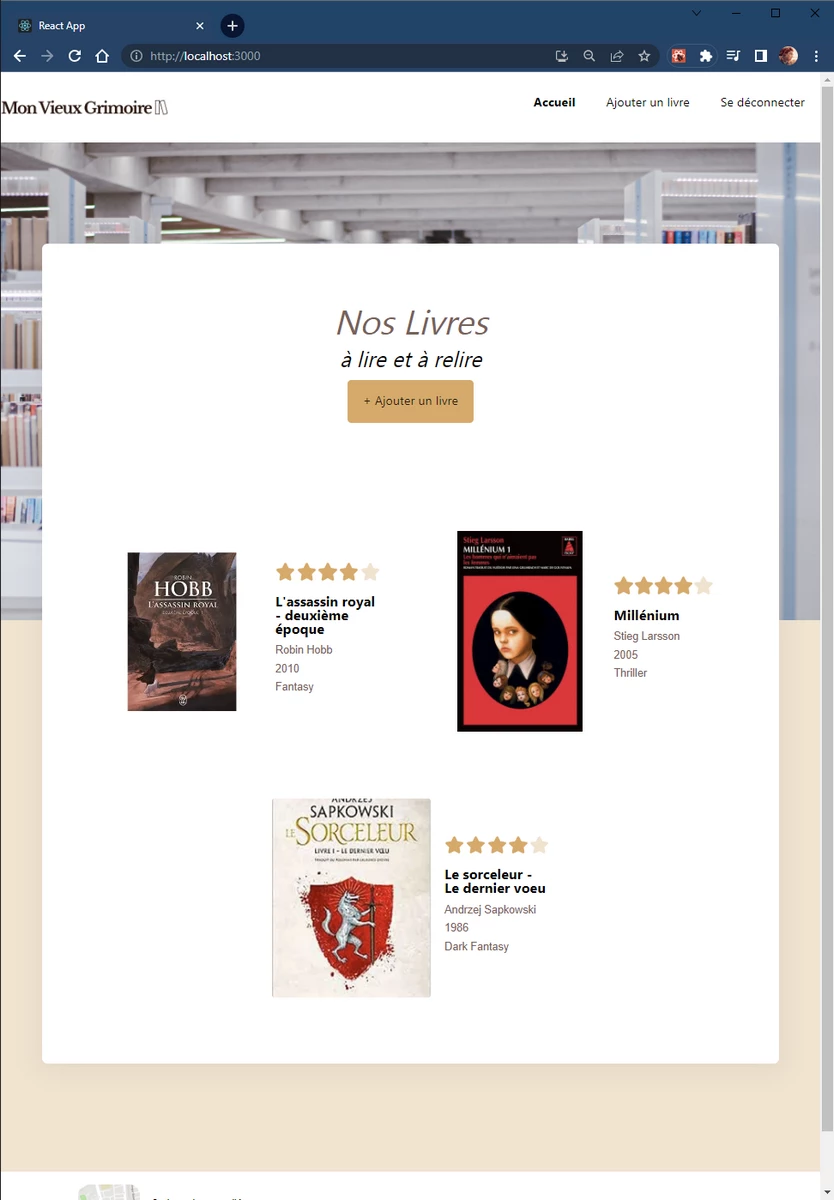 React App
http://localhost:3000
Mon Vieux Grimoire
Accueil
Ajouter un livre
Se déconnecter
Nos Livres
à lire et à relire
+ Ajouter un livre
ROBIN
HOBB
L'ASSASSIN ROYAL
DEUXIÈME ÉPOQUE
L'assassin royal
- deuxième
époque
Robin Hobb
2010
Fantasy
Stieg Larsson
MILLÉNIUM 1
Les hommes qui n'aimaient pas
les femmes
Millénium
Stieg Larsson
2005
Thriller
ANDRZEJ
SAPKOWSKI
LE SORCELEUR
LIVRE I - LE DERNIER VŒU
Le sorceleur -
Le dernier voeu
Andrzej Sapkowski
1986
Dark Fantasy